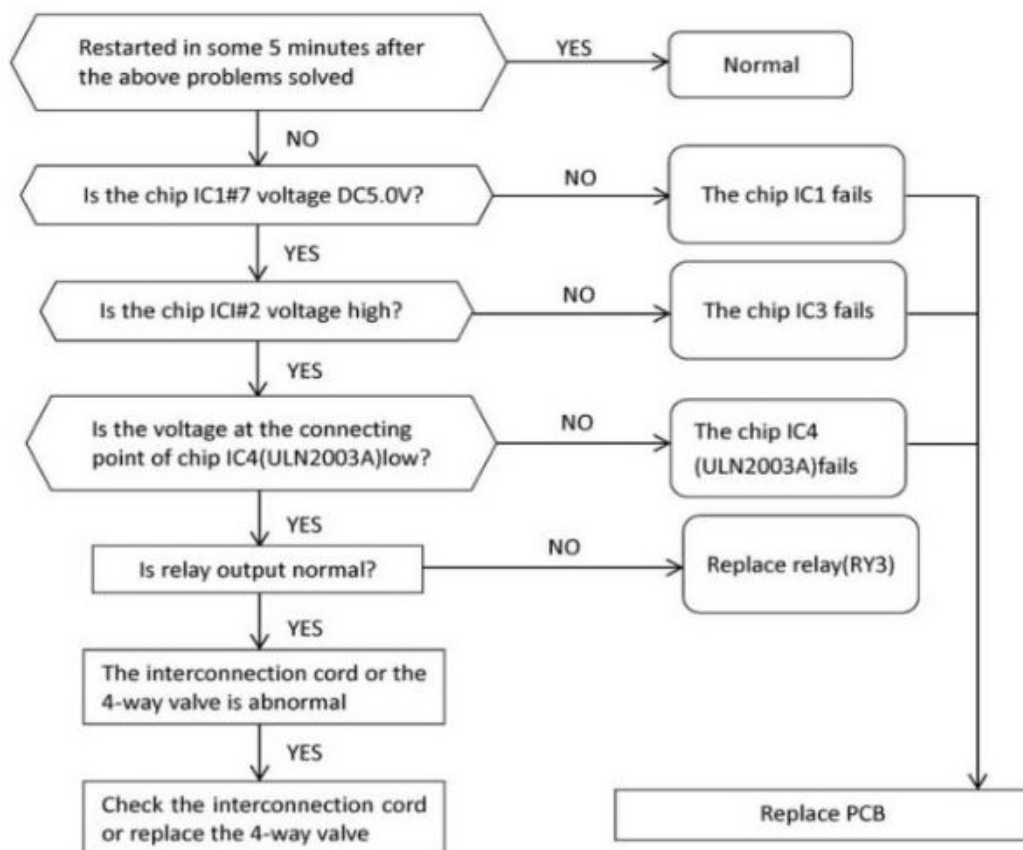 Restarted in some 5 minutes after
the above problems solved
YES
Normal
NO
Is the chip IC1#7 voltage DC5.0V?
NO
The chip IC1 fails
YES
Is the chip ICI#2 voltage high?
NO
The chip IC3 fails
YES
Is the voltage at the connecting
point of chip IC4(ULN2003A)low?
NO
The chip IC4
(ULN2003A)fails
YES
Is relay output normal?
NO
Replace relay(RY3)
YES
The interconnection cord or the
4-way valve is abnormal
YES
Check the interconnection cord
or replace the 4-way valve
Replace PCB